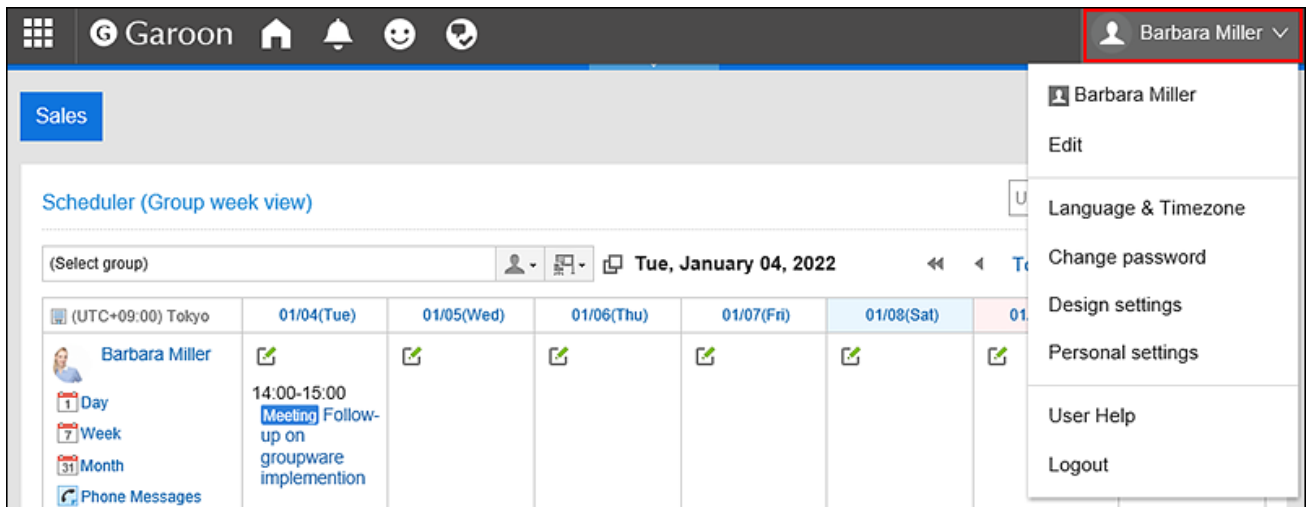 G Garoon
Barbara Miller
Sales
Barbara Miller
Edit
Language & Timezone
Change password
Design settings
Personal settings
User Help
Logout
Scheduler (Group week view)
(Select group)
Tue, January 04, 2022
(UTC+09:00) Tokyo
01/04(Tue)
01/05(Wed)
01/06(Thu)
01/07(Fri)
01/08(Sat)
Barbara Miller
1 Day
7 Week
31 Month
Phone Messages
14:00-15:00
Meeting Follow-
up on
groupware
implemention